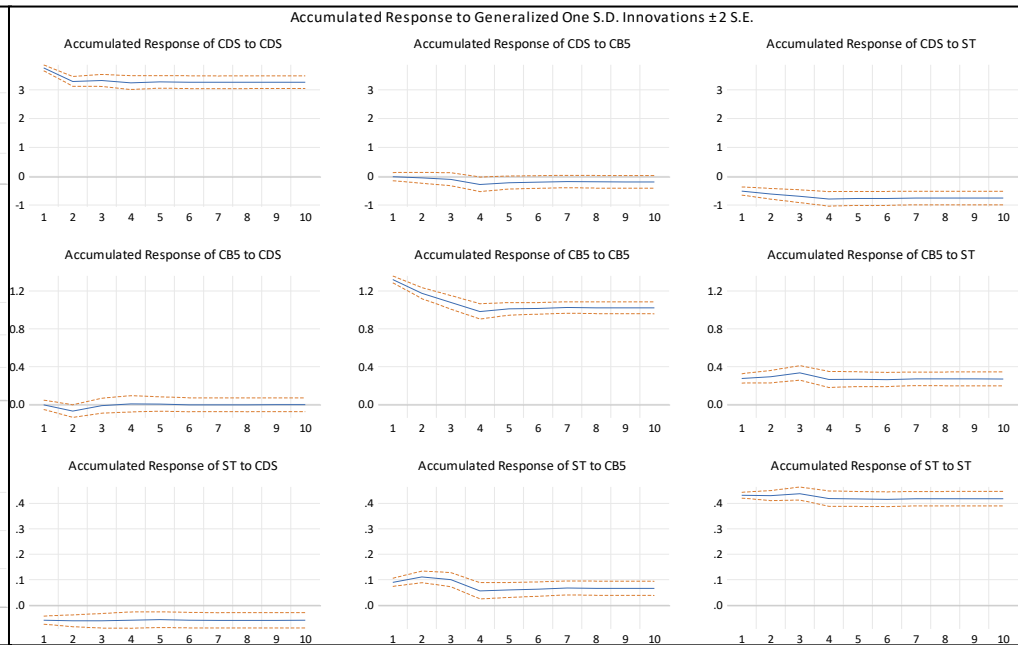 Accumulated Response to Generalized One S.D. Innovations ±2 S.E.
Accumulated Response of CDS to CDS
3
2
1
0
-1
1 2 3 4 5 6 7 8 9 10
Accumulated Response of CDS to CB5
3
2
1
0
-1
1 2 3 4 5 6 7 8 9 10
Accumulated Response of CDS to ST
3
2
1
0
-1
1 2 3 4 5 6 7 8 9 10
Accumulated Response of CB5 to CDS
1.2
0.8
0.4
0.0
1 2 3 4 5 6 7 8 9 10
Accumulated Response of CB5 to CB5
1.2
0.8
0.4
0.0
1 2 3 4 5 6 7 8 9 10
Accumulated Response of CB5 to ST
1.2
0.8
0.4
0.0
1 2 3 4 5 6 7 8 9 10
Accumulated Response of ST to CDS
.4
.3
.2
.1
.0
1 2 3 4 5 6 7 8 9 10
Accumulated Response of ST to CB5
.4
.3
.2
.1
.0
1 2 3 4 5 6 7 8 9 10
Accumulated Response of ST to ST
.4
.3
.2
.1
.0
1 2 3 4 5 6 7 8 9 10